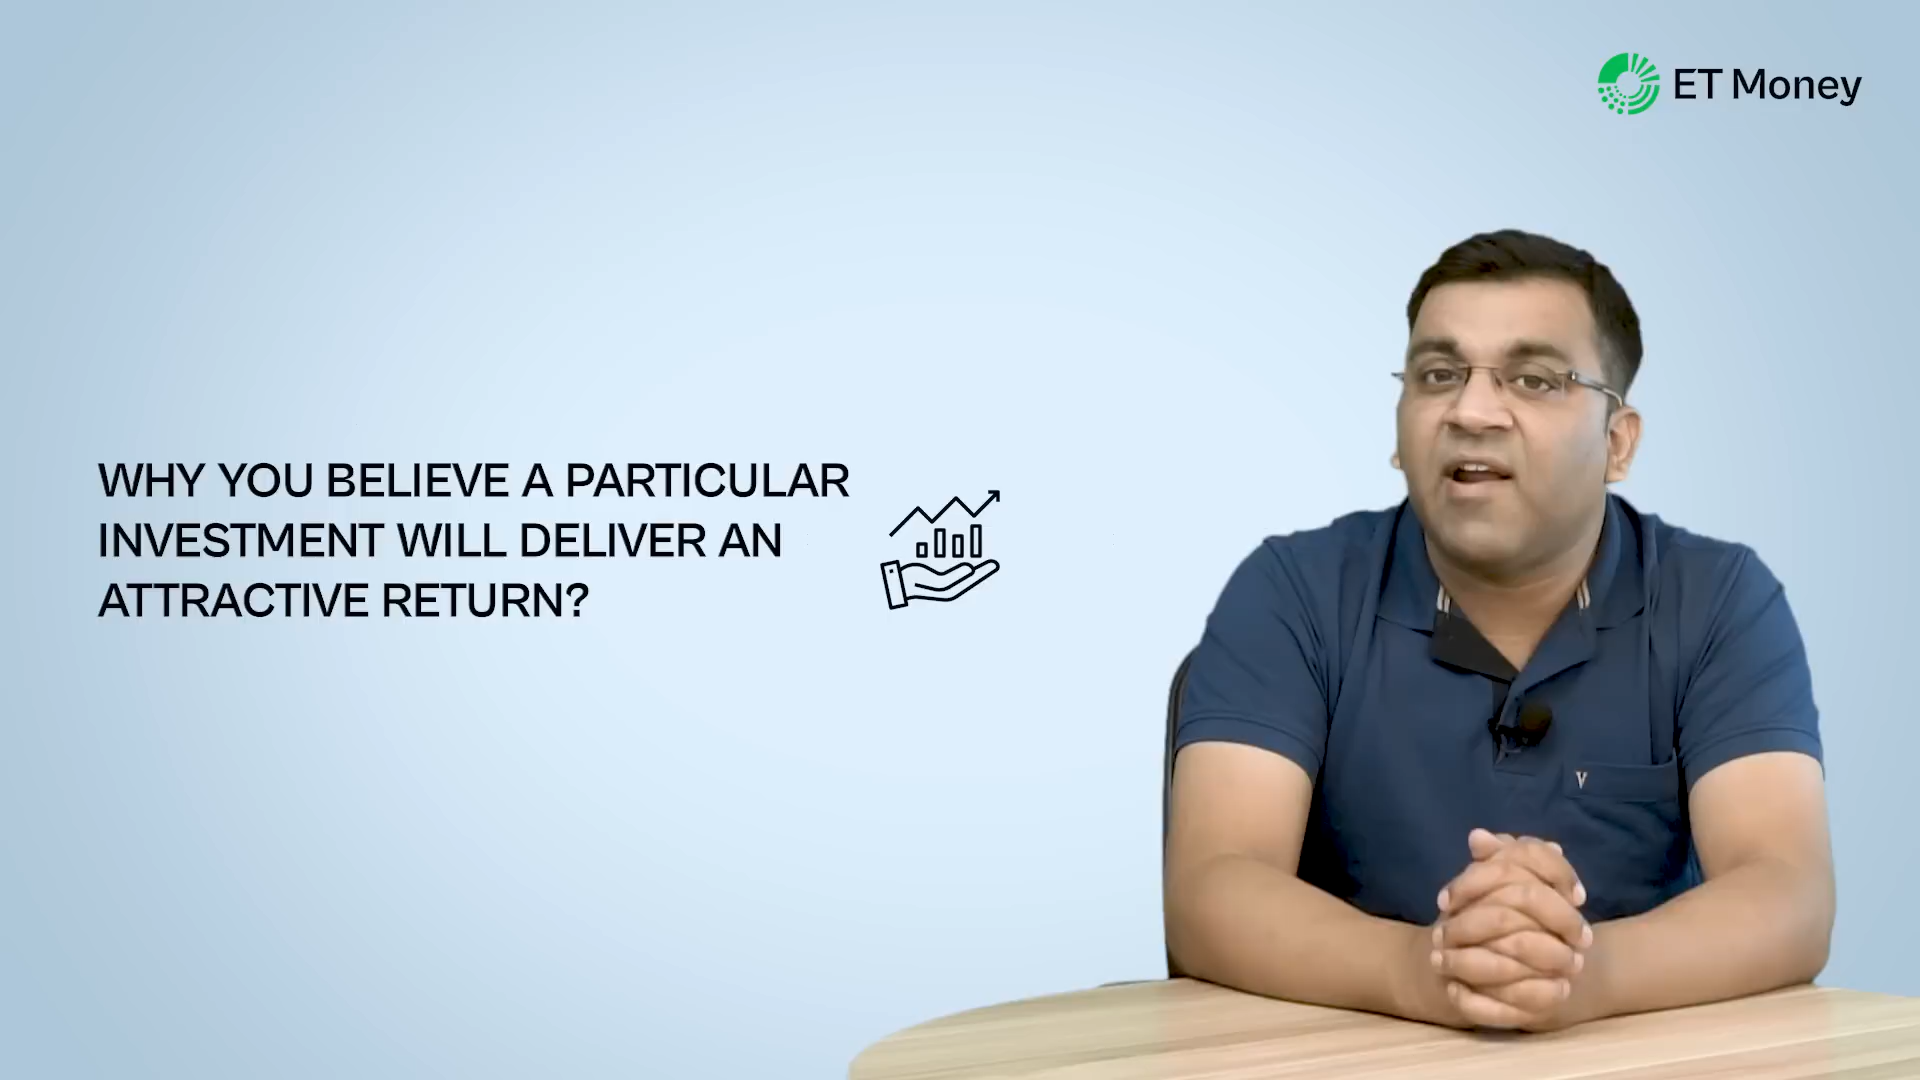 ET Money
WHY YOU BELIEVE A PARTICULAR
INVESTMENT WILL DELIVER AN
ATTRACTIVE RETURN?
V